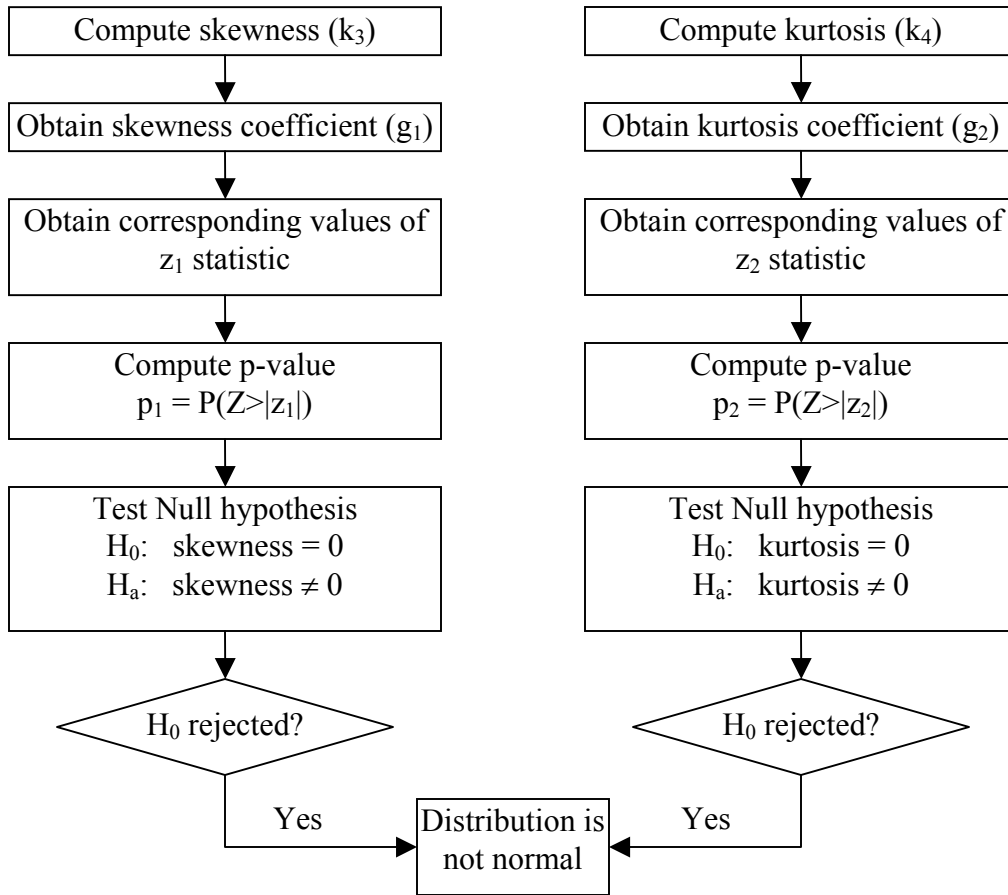 Compute skewness (k₃)
Obtain skewness coefficient (g₁)
Obtain corresponding values of
z₁ statistic
Compute p-value
p₁ = P(Z>|z₁|)
Test Null hypothesis
H₀: skewness = 0
Hₐ: skewness ≠ 0
H₀ rejected?
Yes
Compute kurtosis (k₄)
Obtain kurtosis coefficient (g₂)
Obtain corresponding values of
z₂ statistic
Compute p-value
p₂ = P(Z>|z₂|)
Test Null hypothesis
H₀: kurtosis = 0
Hₐ: kurtosis ≠ 0
H₀ rejected?
Yes
Distribution is
not normal